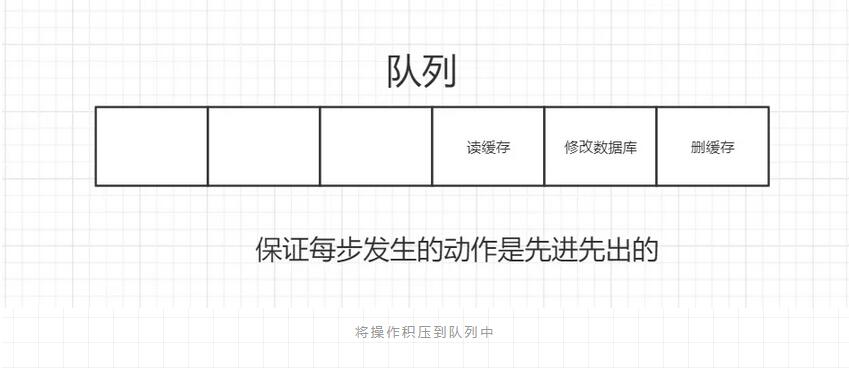 队列
读缓存
修改数据库
删缓存
保证每步发生的动作是先进先出的
将操作积压到队列中